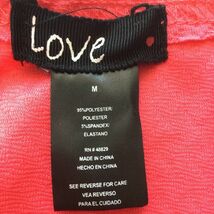 Love
M
95%POLYESTER/
POLIESTER
5%SPANDEX/
ELASTANO
RN # 48829
MADE IN CHINA
HECHO EN CHINA
SEE REVERSE FOR CARE
VEA REVERSO
PARA EL CUIDADO